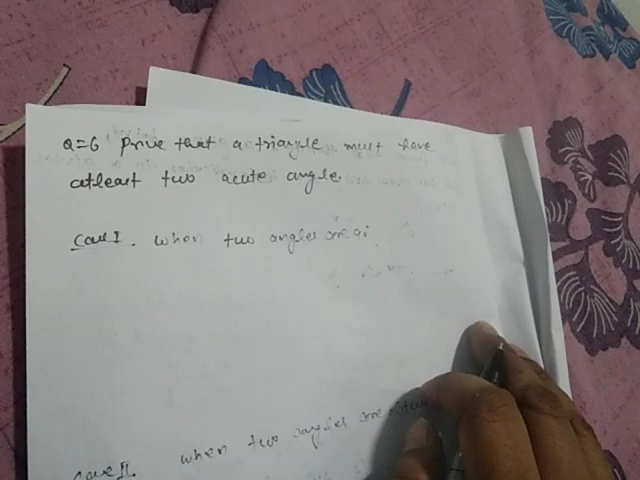 Q=6 Prove that a triangle must have
atleast two acute angle.
Case I. when two angles are
Case II. when two angles are